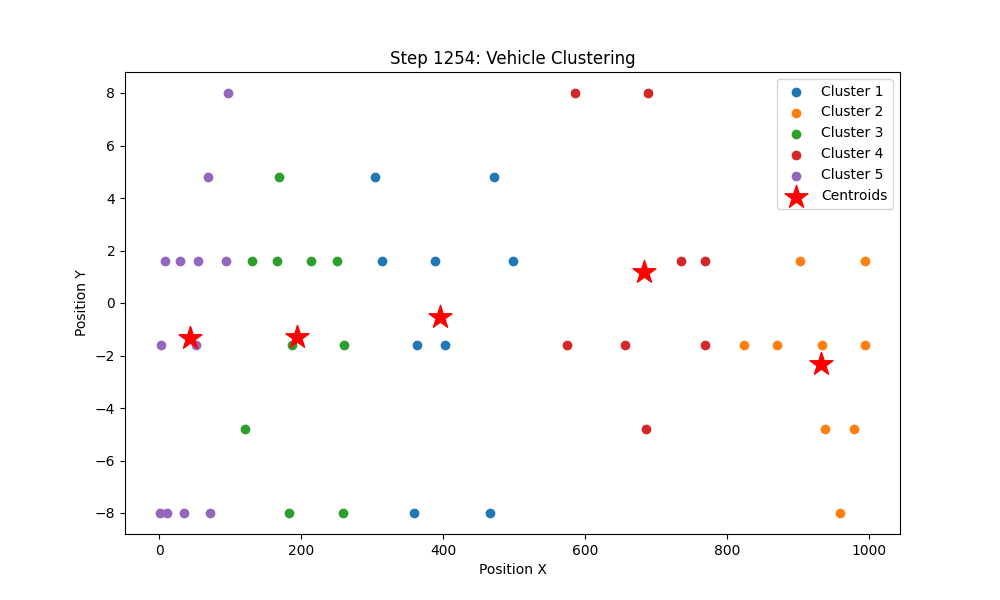 Step 1254: Vehicle Clustering
Cluster 1
Cluster 2
Cluster 3
Cluster 4
Cluster 5
Centroids
Position Y
8
6
4
2
0
−2
−4
−6
−8
0
200
400
600
800
1000
Position X